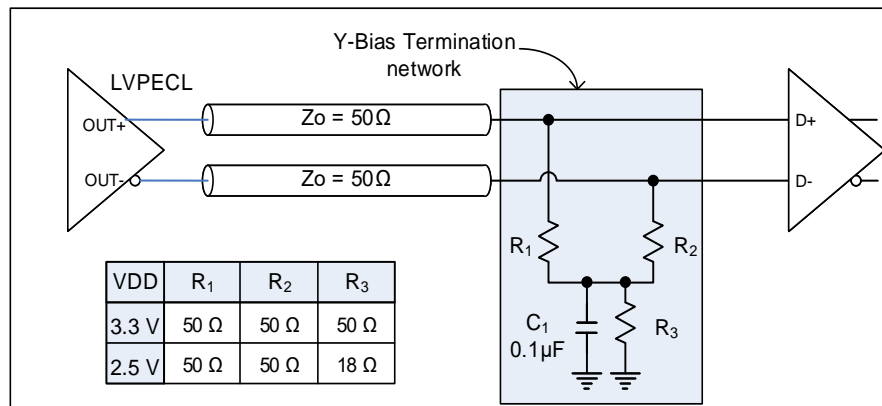 Y-Bias Termination
network
LVPECL
OUT+
Zo = 50Ω
D+
OUT-
Zo = 50Ω
D-
R1
R2
C1
0.1µF
R3
VDD R1 R2 R3
3.3 V 50 Ω 50 Ω 50 Ω
2.5 V 50 Ω 50 Ω 18 Ω